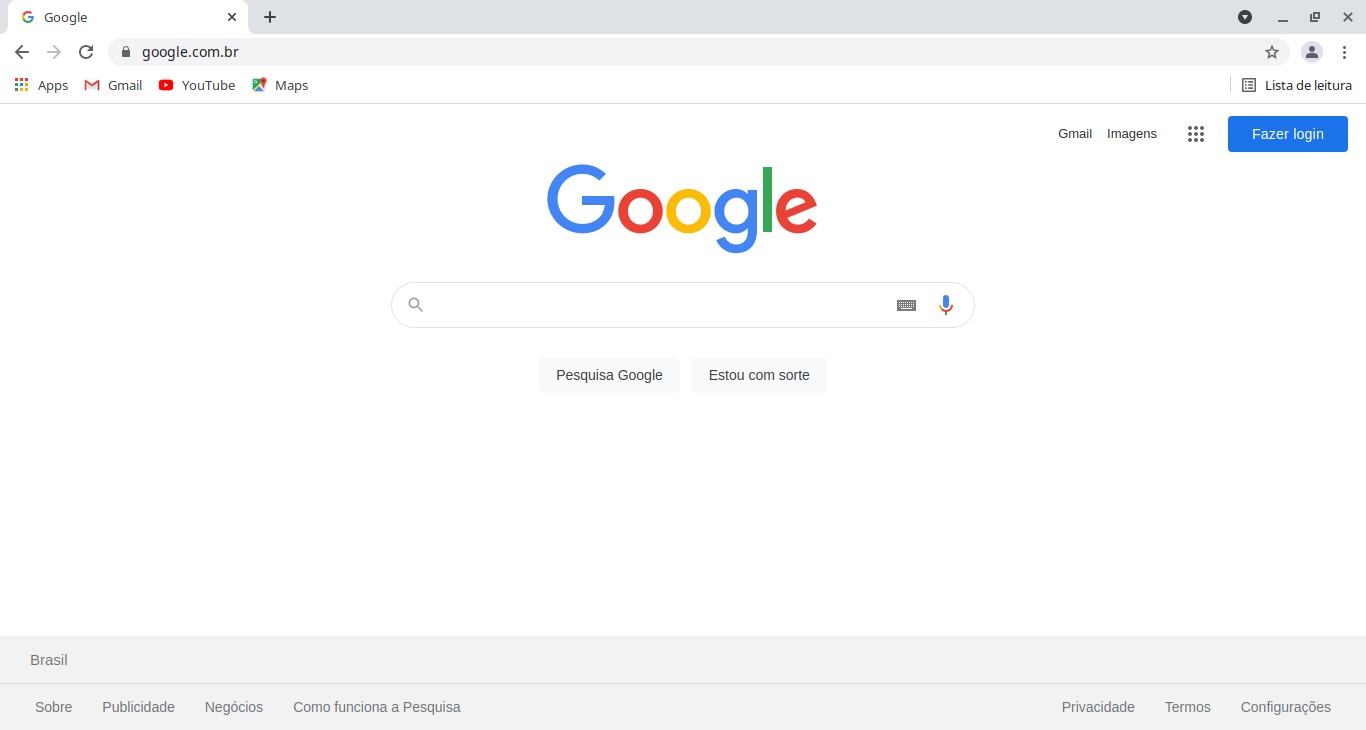 Google
google.com.br
Apps Gmail YouTube Maps Lista de leitura
Gmail Imagens Fazer login
Google
Pesquisa Google Estou com sorte
Brasil
Sobre Publicidade Negócios Como funciona a Pesquisa Privacidade Termos Configurações